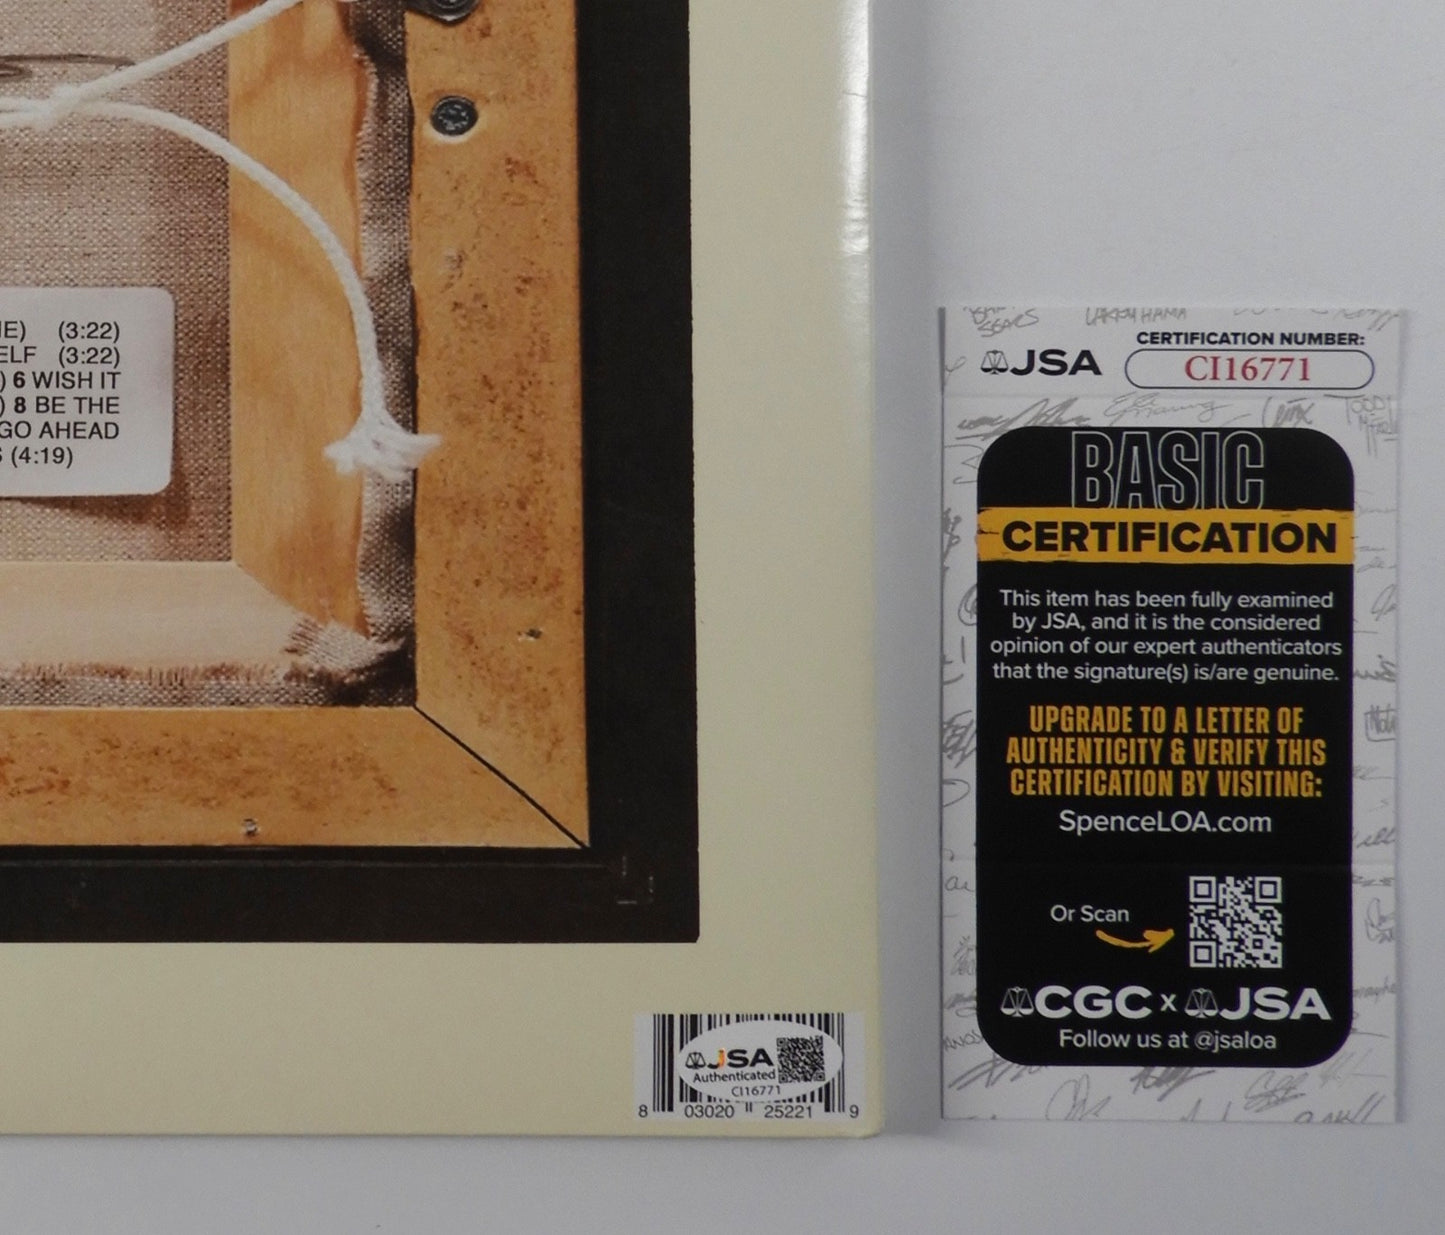 IE) (3:22)
ELF (3:22)
) 6 WISH IT
) 8 BE THE
GO AHEAD
S (4:19)
SEARS
LARRY HAMA
JSA
CERTIFICATION NUMBER:
CI16771
BASIC
CERTIFICATION
This item has been fully examined
by JSA, and it is the considered
opinion of our expert authenticators
that the signature(s) is/are genuine.
UPGRADE TO A LETTER OF
AUTHENTICITY & VERIFY THIS
CERTIFICATION BY VISITING:
SpenceLOA.com
Or Scan
CGC x JSA
Follow us at @jsaloa
JSA
Authenticated
CI16771
8 03020 25221 9